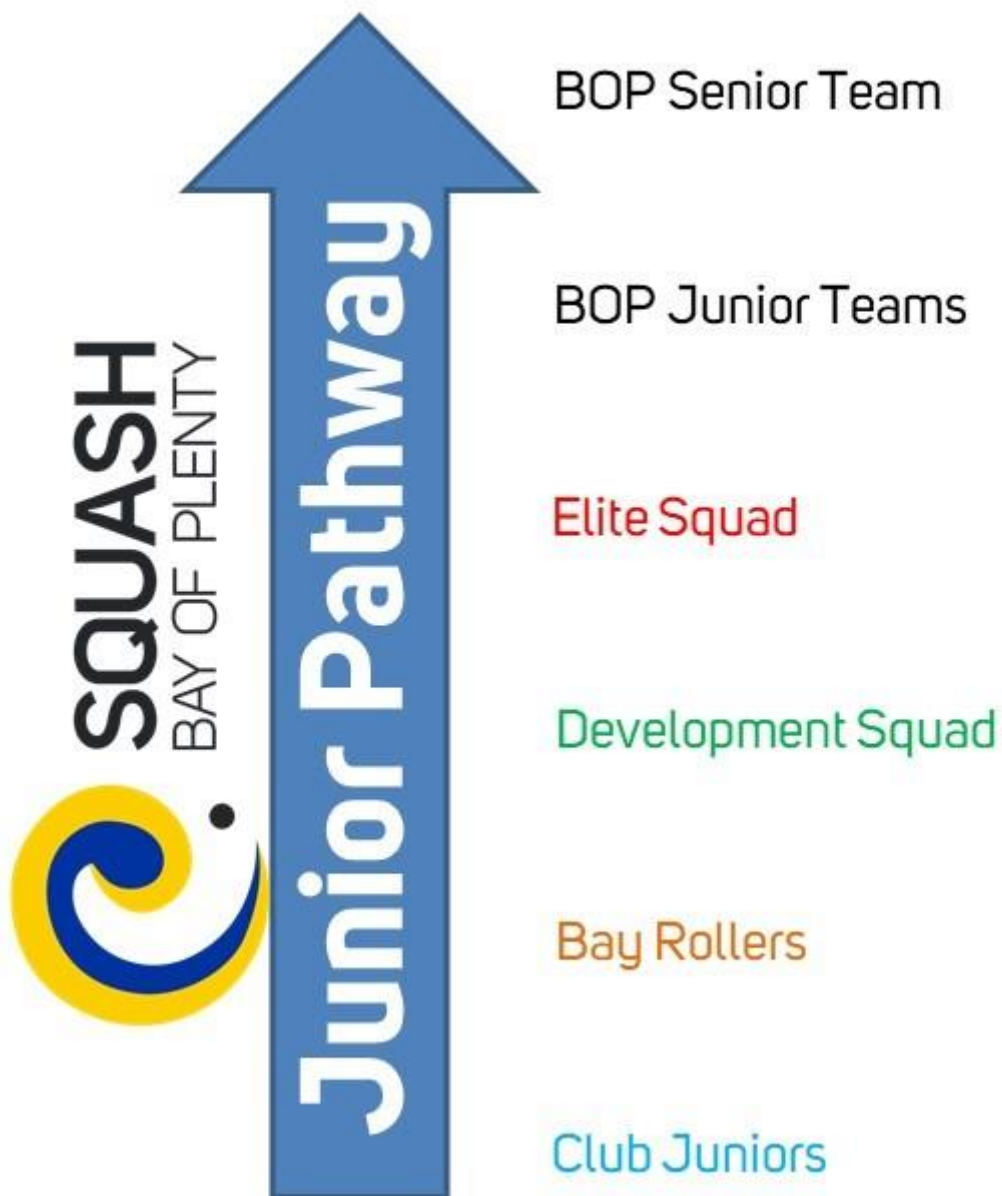 BOP Senior Team
BOP Junior Teams
Elite Squad
Development Squad
Bay Rollers
Club Juniors
Junior Pathway
SQUASH
BAY OF PLENTY